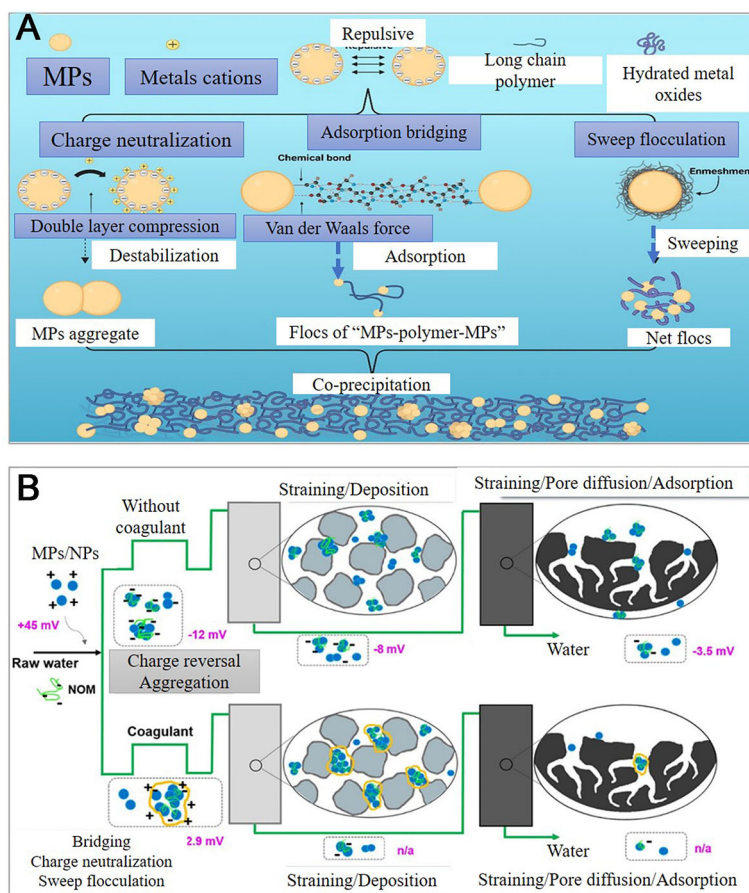 A
Repulsive
Repulsive
MPs
Metals cations
Long chain
polymer
Hydrated metal
oxides
Charge neutralization
Adsorption bridging
Sweep flocculation
Chemical bond
Enmeshment
Double layer compression
Van der Waals force
Destabilization
Adsorption
Sweeping
MPs aggregate
Flocs of “MPs-polymer-MPs”
Net flocs
Co-precipitation
B
Without
coagulant
Straining/Deposition
Straining/Pore diffusion/Adsorption
MPs/NPs
+45 mV
-12 mV
-8 mV
Water
-3.5 mV
Raw water
NOM
Charge reversal
Aggregation
Coagulant
2.9 mV
n/a
Water
n/a
Bridging
Charge neutralization
Sweep flocculation
Straining/Deposition
Straining/Pore diffusion/Adsorption